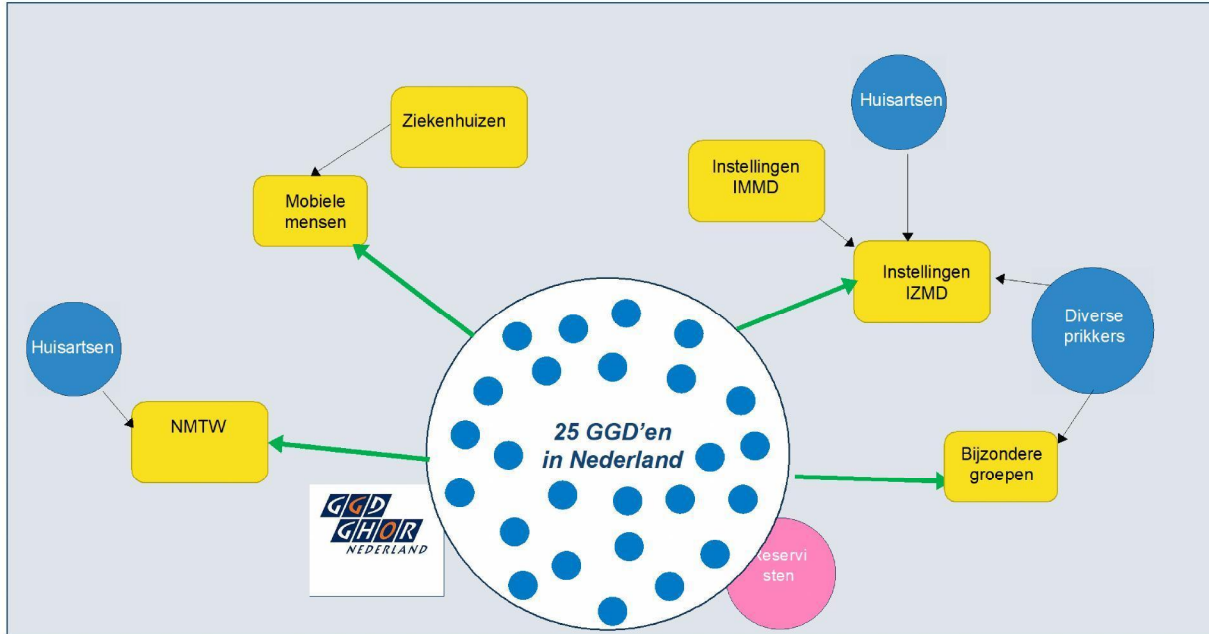 Huisartsen
Ziekenhuizen
Mobiele
mensen
Instellingen
IMMD
Instellingen
IZMD
Diverse
prikkers
Huisartsen
NMTW
25 GGD'en
in Nederland
Bijzondere
groepen
GGD
GHOR
NEDERLAND
Reservi
sten